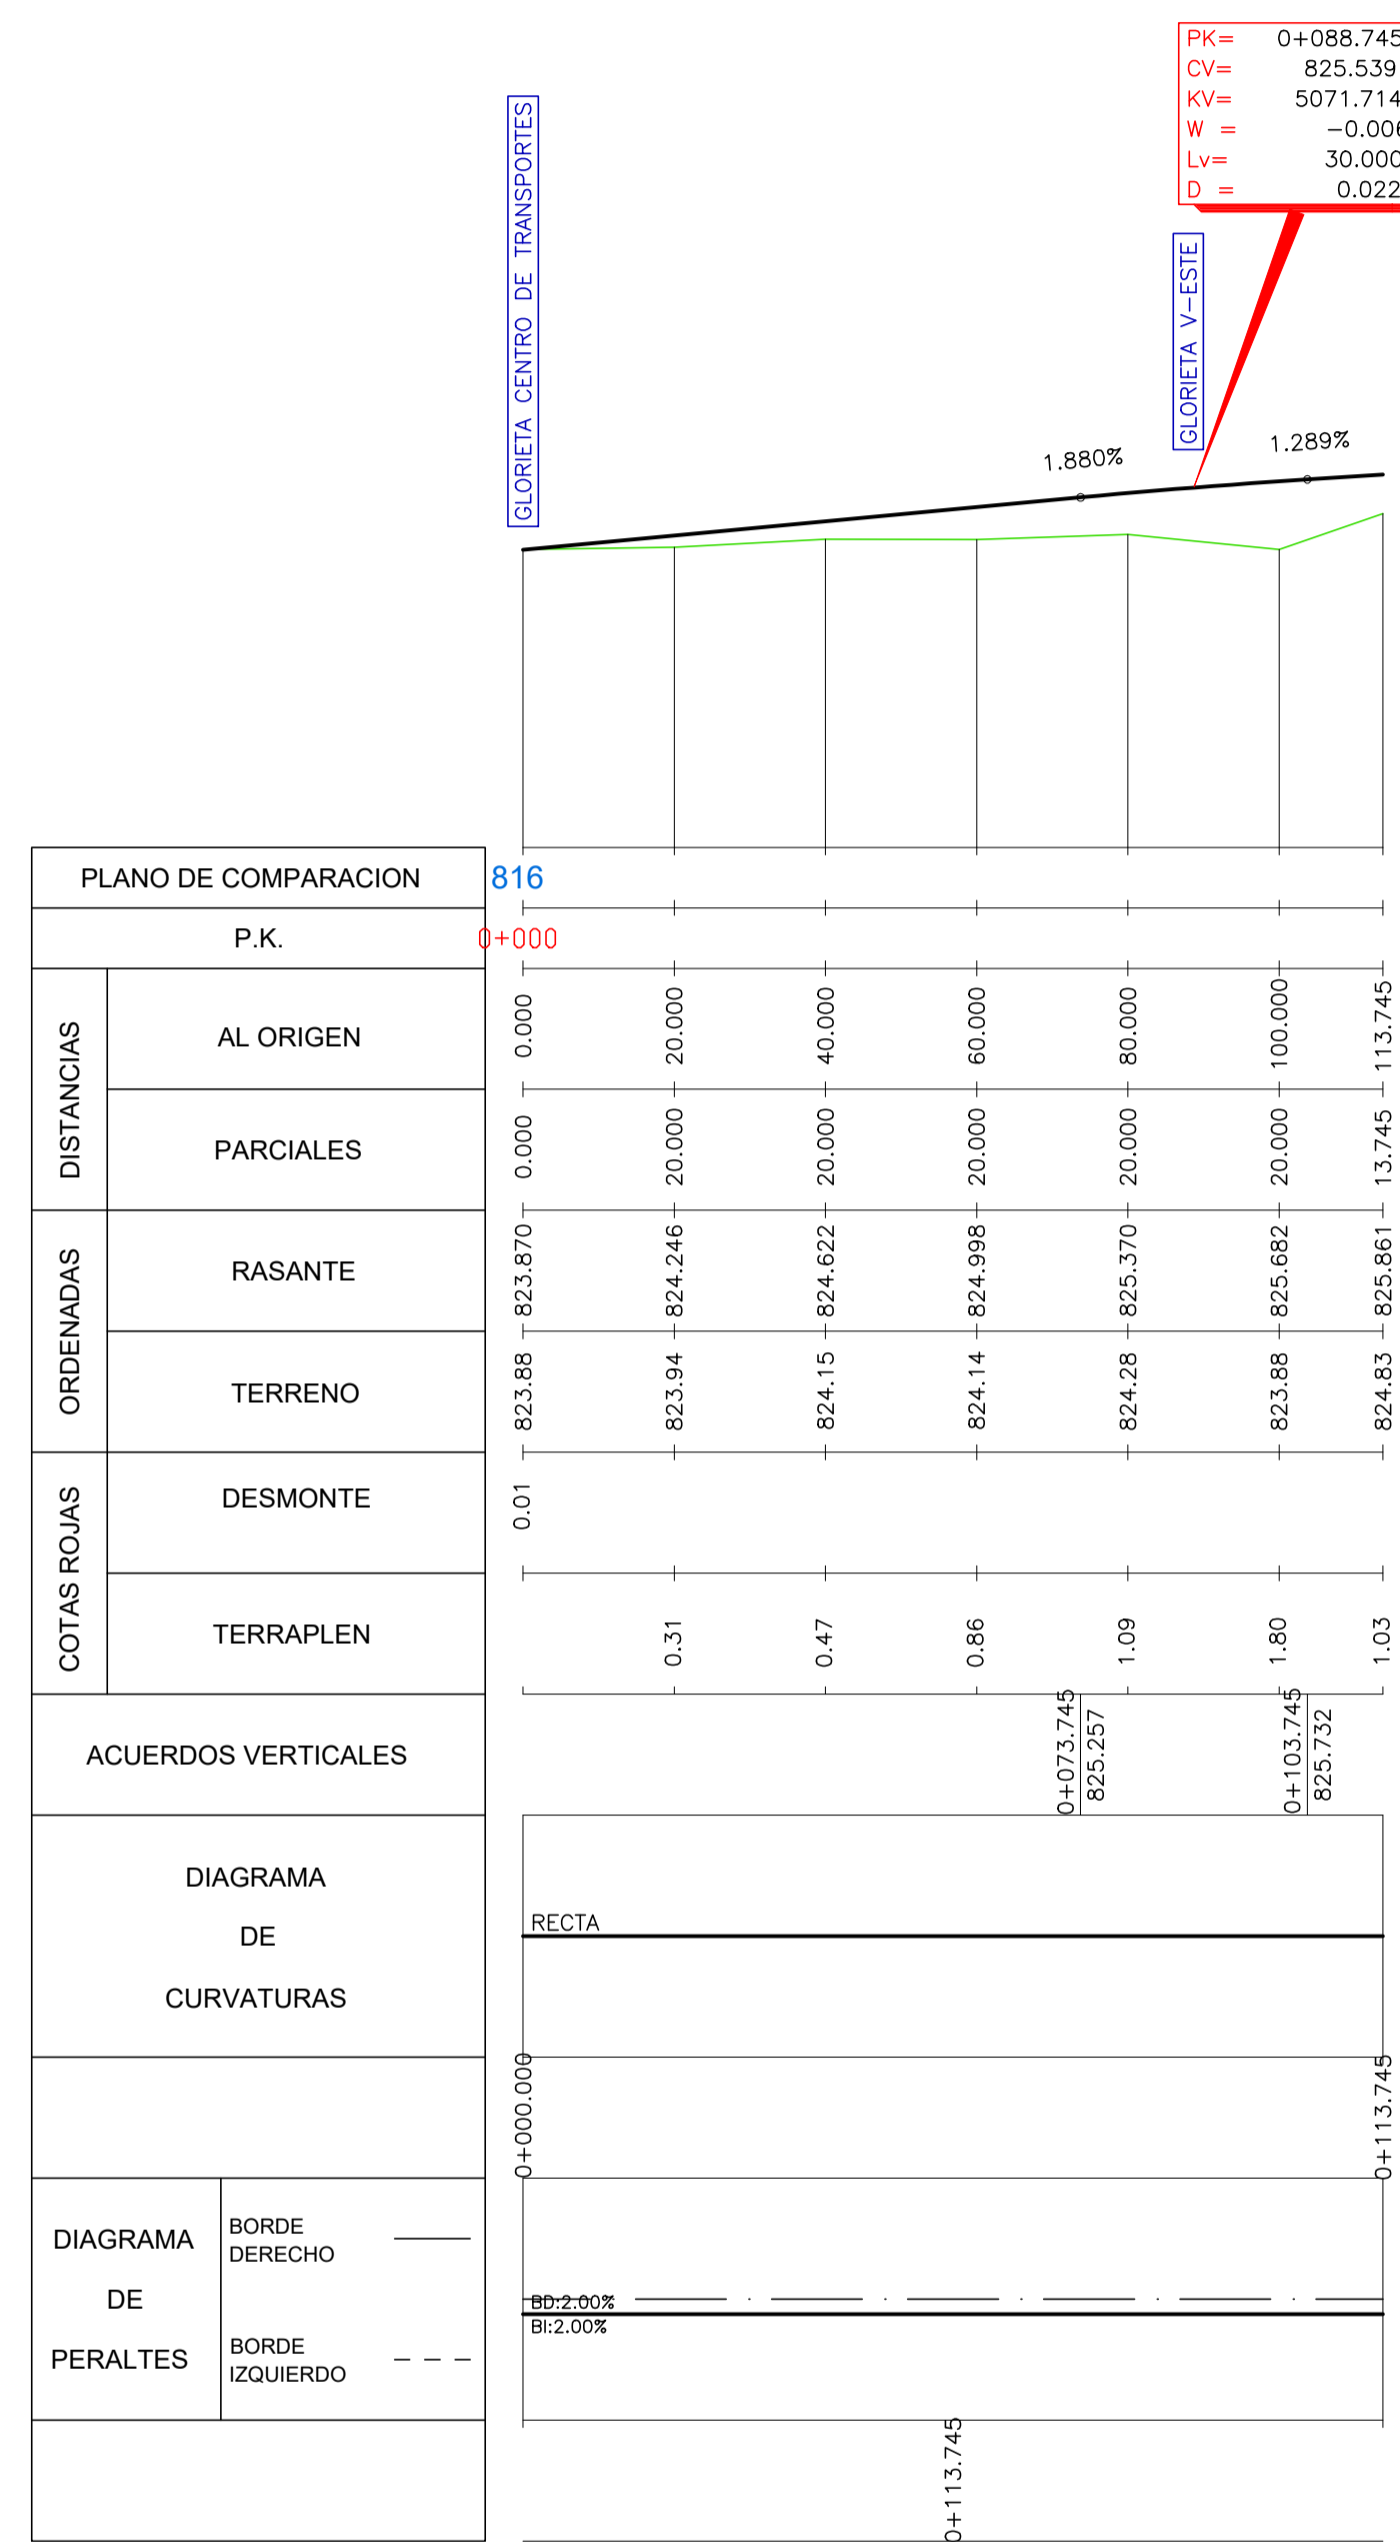 PK= 0+088.745
CV= 825.539
KV= 5071.714
W = -0.006
Lv= 30.000
D = 0.022
GLORIETA CENTRO DE TRANSPORTES
GLORIETA V-ESTE
1.880%
1.289%
PLANO DE COMPARACION 816
P.K. 0+000
DISTANCIAS
AL ORIGEN 0.000 20.000 40.000 60.000 80.000 100.000 113.745
PARCIALES 0.000 20.000 20.000 20.000 20.000 20.000 13.745
ORDENADAS
RASANTE 823.870 824.246 824.622 824.998 825.370 825.682 825.861
TERRENO 823.88 823.94 824.15 824.14 824.28 823.88 824.83
COTAS ROJAS
DESMONTE 0.01
TERRAPLEN 0.31 0.47 0.86 1.09 1.80 1.03
ACUERDOS VERTICALES
0+073.745
825.257
0+103.745
825.732
DIAGRAMA
DE
CURVATURAS
RECTA
0+000.000
0+113.745
DIAGRAMA
DE
PERALTES
BORDE
DERECHO
BORDE
IZQUIERDO
BD:2.00%
BI:2.00%
0+113.745